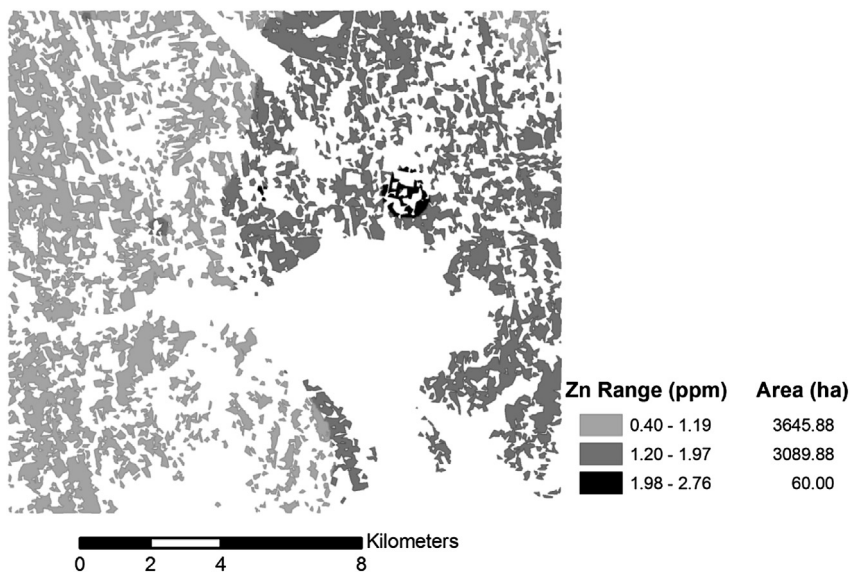 Zn Range (ppm) Area (ha)
0.40 - 1.19 3645.88
1.20 - 1.97 3089.88
1.98 - 2.76 60.00
Kilometers
0 2 4 8